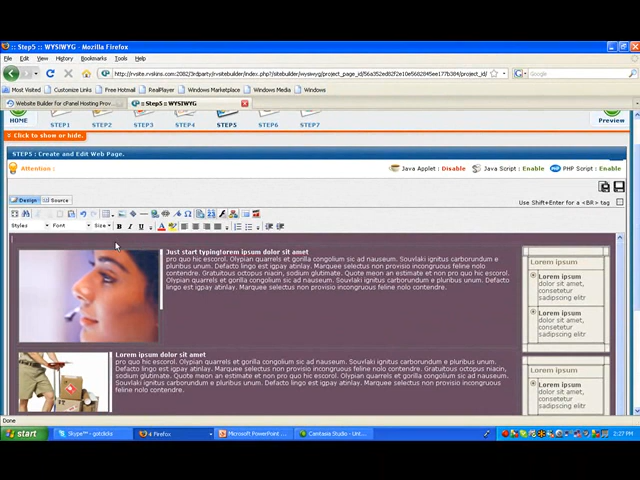 :: Step5 :: WYSIWYG - Mozilla Firefox
File Edit View History Bookmarks Tools Help
Most Visited Customize Links Free Hotmail RealPlayer Windows Marketplace Windows Media Windows
Website Builder for cPanel Hosting Prov... :: Step5 :: WYSIWYG
HOME STEP1 STEP2 STEP3 STEP4 STEP5 STEP6 STEP7 Preview
Click to show or hide.
STEP5 : Create and Edit Web Page.
Attention : Java Applet : Disable Java Script : Enable PHP Script : Enable
Design Source Use Shift+Enter for a <BR> tag
Styles Font Size B I U
Just start typingtorem ipsum dolor sit amet
pro quo hic escorol. Olypian quarrels et gorilla congolium sic ad nauseum. Souvlaki ignitus carborundum e
pluribus unum. Defacto lingo est igpay atinlay. Marquee selectus non provisio incongruous feline nolo
contendre. Gratuitous octopus niacin, sodium glutimate. Quote meon an estimate et non pro quo hic
escorol. Olypian quarrels et gorilla congolium sic ad nauseum. Souvlaki ignitus carborundum e pluribus
unum. Defacto lingo est igpay atinlay. Marquee selectus non provisio incongruous feline nolo contendre.
Lorem ipsum
Lorem ipsum
dolor sit amet,
consetetur
sadipscing elitr
Lorem ipsum
dolor sit amet,
consetetur
sadipscing elitr
Lorem ipsum dolor sit amet
pro quo hic escorol. Olypian quarrels et gorilla congolium sic ad nauseum. Souvlaki ignitus carborundum e pluribus unum.
Defacto lingo est igpay atinlay. Marquee selectus non provisio incongruous feline nolo contendre. Gratuitous octopus niacin,
sodium glutimate. Quote meon an estimate et non pro quo hic escorol. Olypian quarrels et gorilla congolium sic ad
nauseum. Souvlaki ignitus carborundum e pluribus unum. Defacto lingo est igpay atinlay. Marquee selectus non provisio
incongruous feline nolo contendre.
Lorem ipsum
Lorem ipsum
dolor sit amet,
consetetur
sadipscing elitr
Done
start Skype™ - gotclicks 4 Firefox Microsoft PowerPoint ... Camtasia Studio - Unt... 2:27 PM